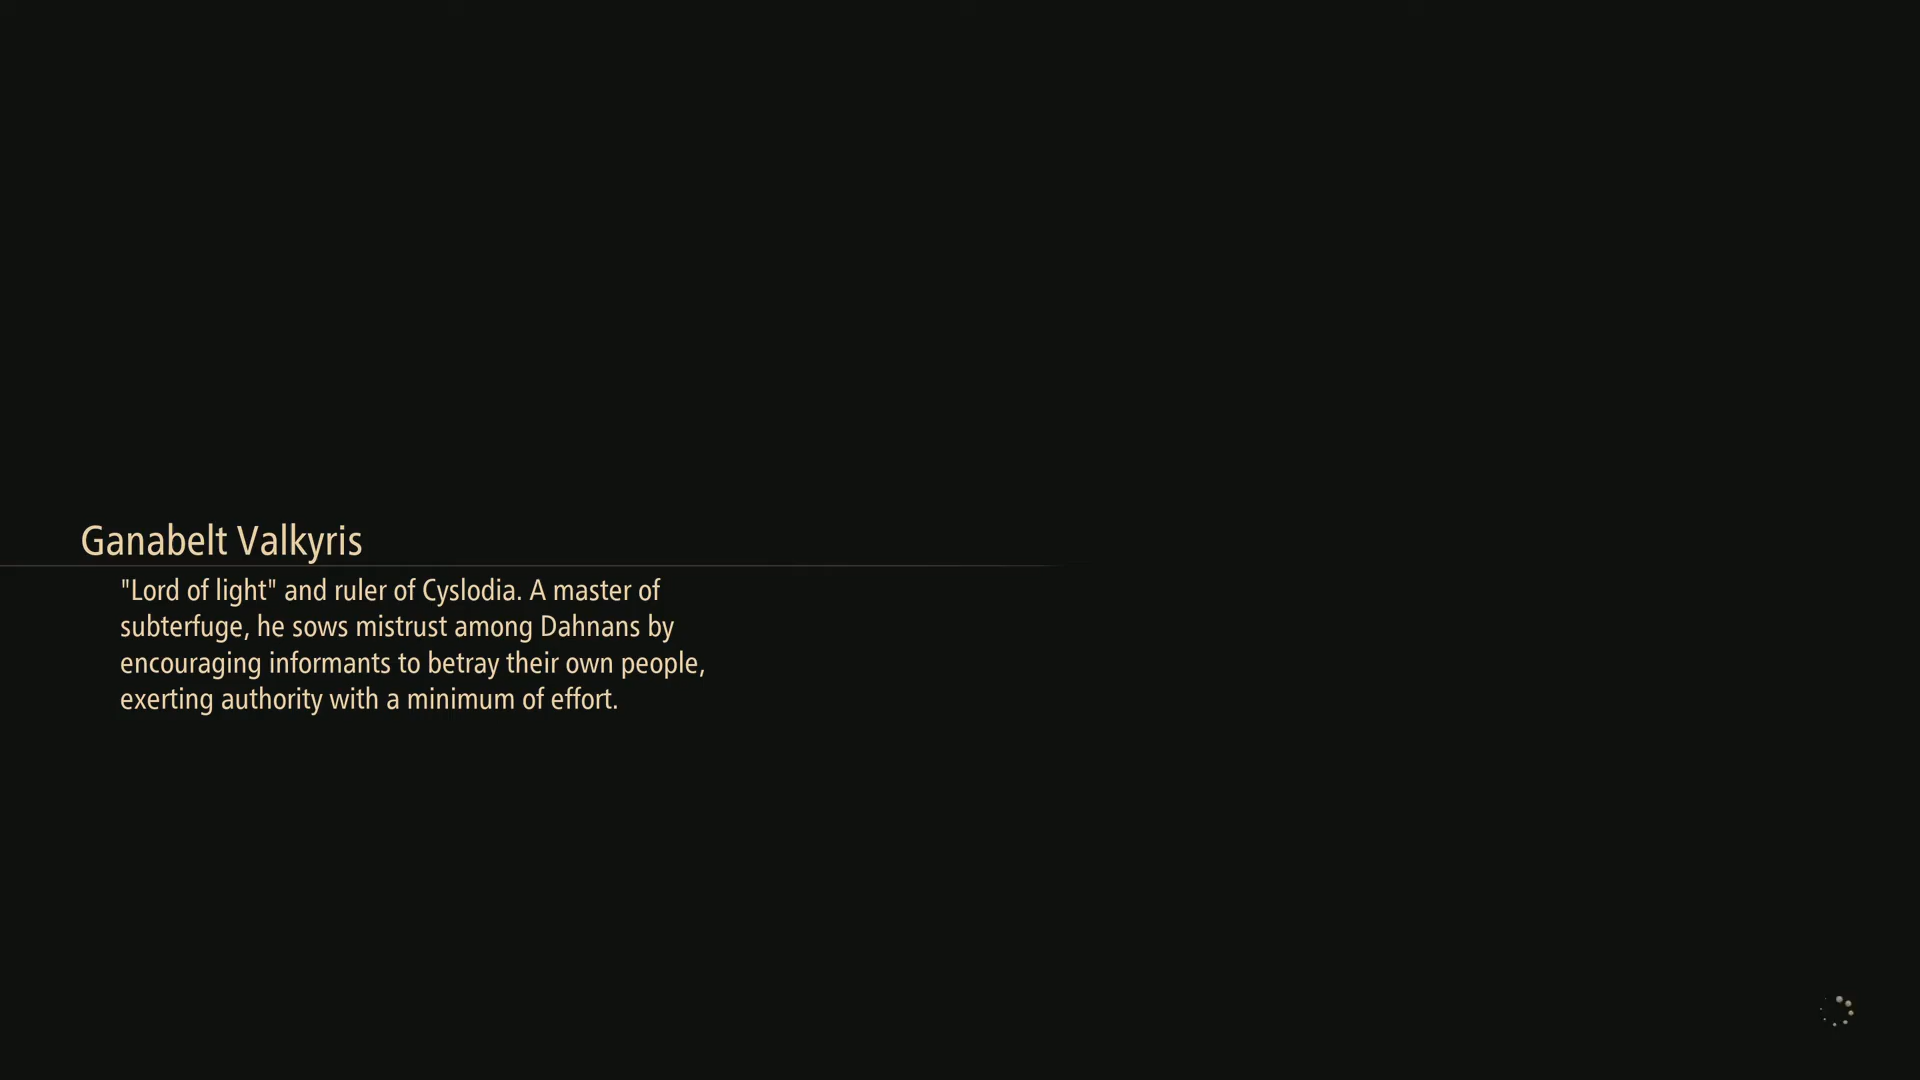 Ganabelt Valkyris
"Lord of light" and ruler of Cyslodia. A master of
subterfuge, he sows mistrust among Dahnans by
encouraging informants to betray their own people,
exerting authority with a minimum of effort.